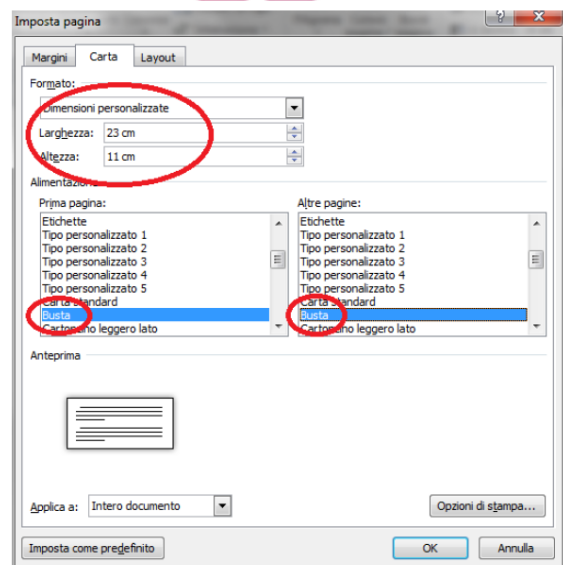 Imposta pagina
Margini Carta Layout
Formato:
Dimensioni personalizzate
Larghezza: 23 cm
Altezza: 11 cm
Alimentazione
Prima pagina: Altre pagine:
Etichette Etichette
Tipo personalizzato 1 Tipo personalizzato 1
Tipo personalizzato 2 Tipo personalizzato 2
Tipo personalizzato 3 Tipo personalizzato 3
Tipo personalizzato 4 Tipo personalizzato 4
Tipo personalizzato 5 Tipo personalizzato 5
Carta standard Carta standard
Busta Busta
Cartoncino leggero lato Cartoncino leggero lato
Anteprima
Applica a: Intero documento Opzioni di stampa...
Imposta come predefinito OK Annulla